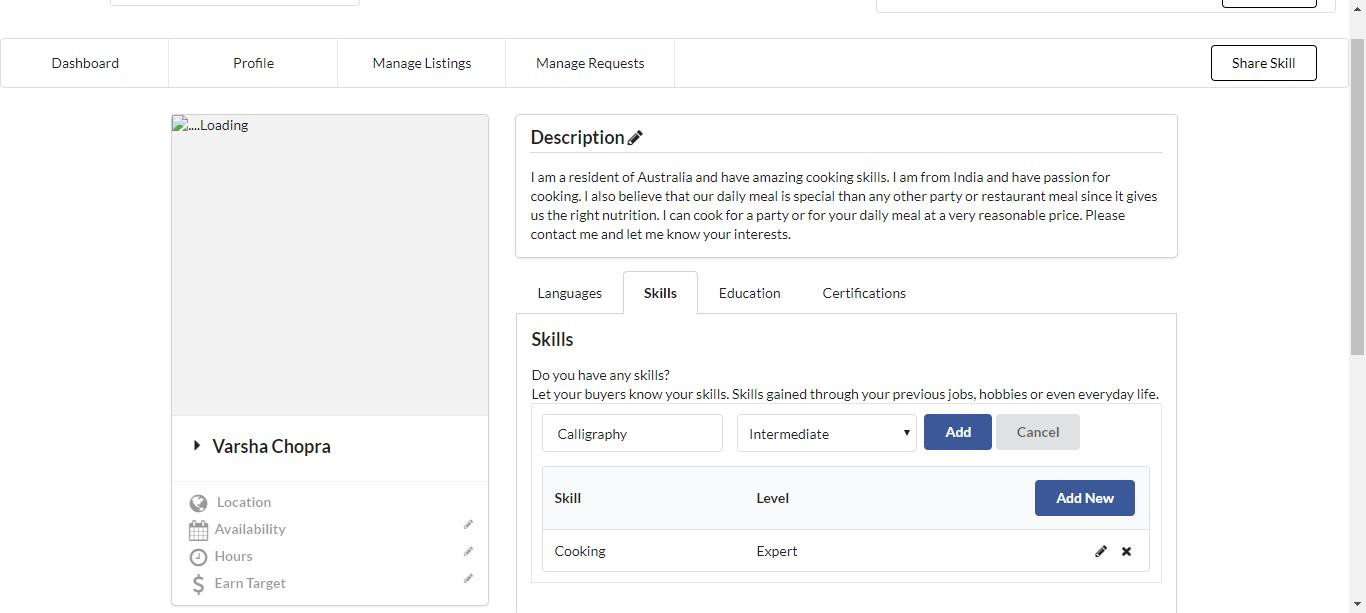 Dashboard
Profile
Manage Listings
Manage Requests
Share Skill
....Loading
Varsha Chopra
Location
Availability
Hours
Earn Target
Description
I am a resident of Australia and have amazing cooking skills. I am from India and have passion for
cooking. I also believe that our daily meal is special than any other party or restaurant meal since it gives
us the right nutrition. I can cook for a party or for your daily meal at a very reasonable price. Please
contact me and let me know your interests.
Languages
Skills
Education
Certifications
Skills
Do you have any skills?
Let your buyers know your skills. Skills gained through your previous jobs, hobbies or even everyday life.
Calligraphy
Intermediate
Add
Cancel
Skill
Level
Add New
Cooking
Expert